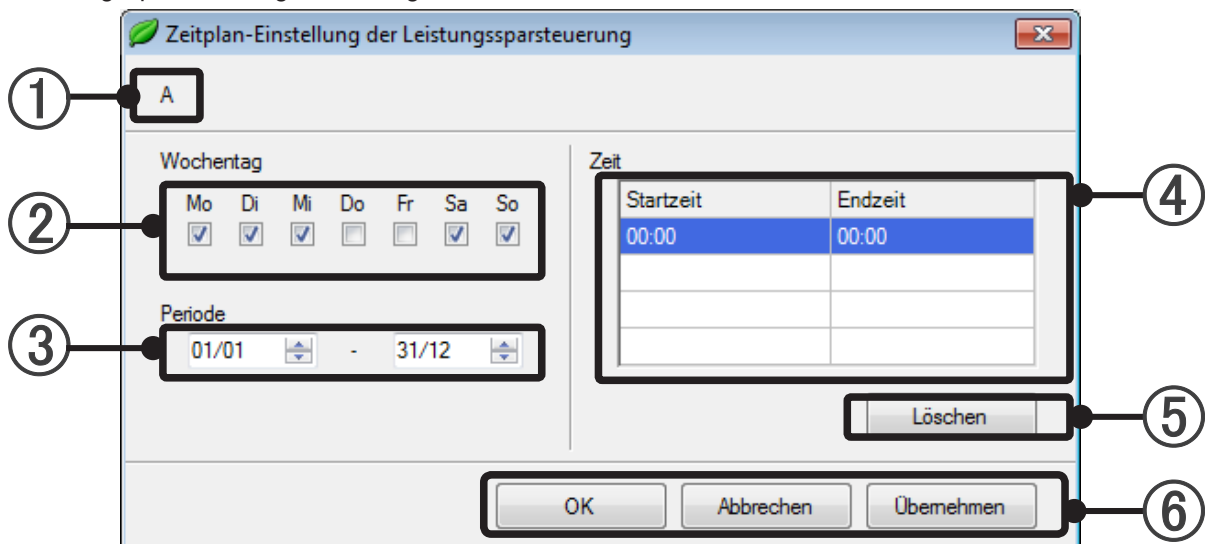 Zeitplan-Einstellung der Leistungssparsteuerung
① A
Wochentag
② Mo Di Mi Do Fr Sa So
Periode
③ 01/01 - 31/12
Zeit
④ Startzeit Endzeit
00:00 00:00
⑤ Löschen
⑥ OK Abbrechen Übernehmen